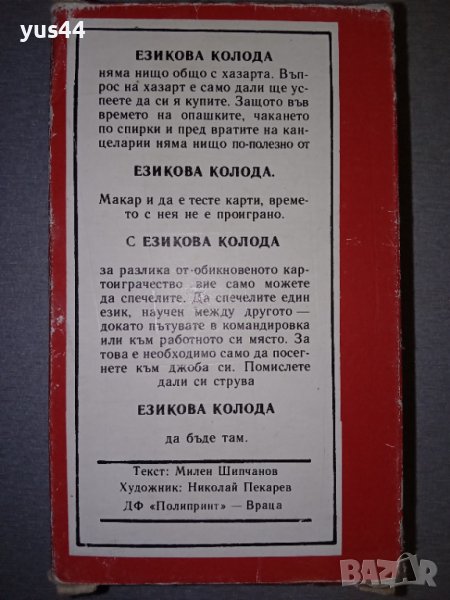 yus44
ЕЗИКОВА КОЛОДА
няма нищо общо с хазарта. Въп-
рос на хазарт е само дали ще ус-
пеете да си я купите. Защото във
времето на опашките, чакането
по спирки и пред вратите на кан-
целарии няма нищо по-полезно от
ЕЗИКОВА КОЛОДА.
Макар и да е тесте карти, време-
то с нея не е проиграно.
С ЕЗИКОВА КОЛОДА
за разлика от обикновеното кар-
тоиграчество вие само можете
да спечелите. Да спечелите един
език, научен между другото —
докато пътувате в командировка
или към работното си място. За
това е необходимо само да посег-
нете към джоба си. Помислете
дали си струва
ЕЗИКОВА КОЛОДА
да бъде там.
Текст: Милен Шипчанов
Художник: Николай Пекарев
ДФ «Полипринт» — Враца
BAZAR